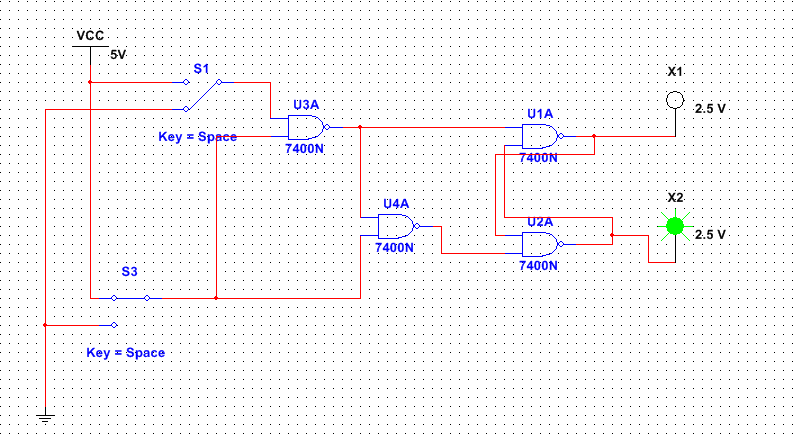 VCC
5V
S1
Key = Space
U3A
7400N
U1A
7400N
X1
2.5 V
U4A
7400N
U2A
7400N
X2
2.5 V
S3
Key = Space